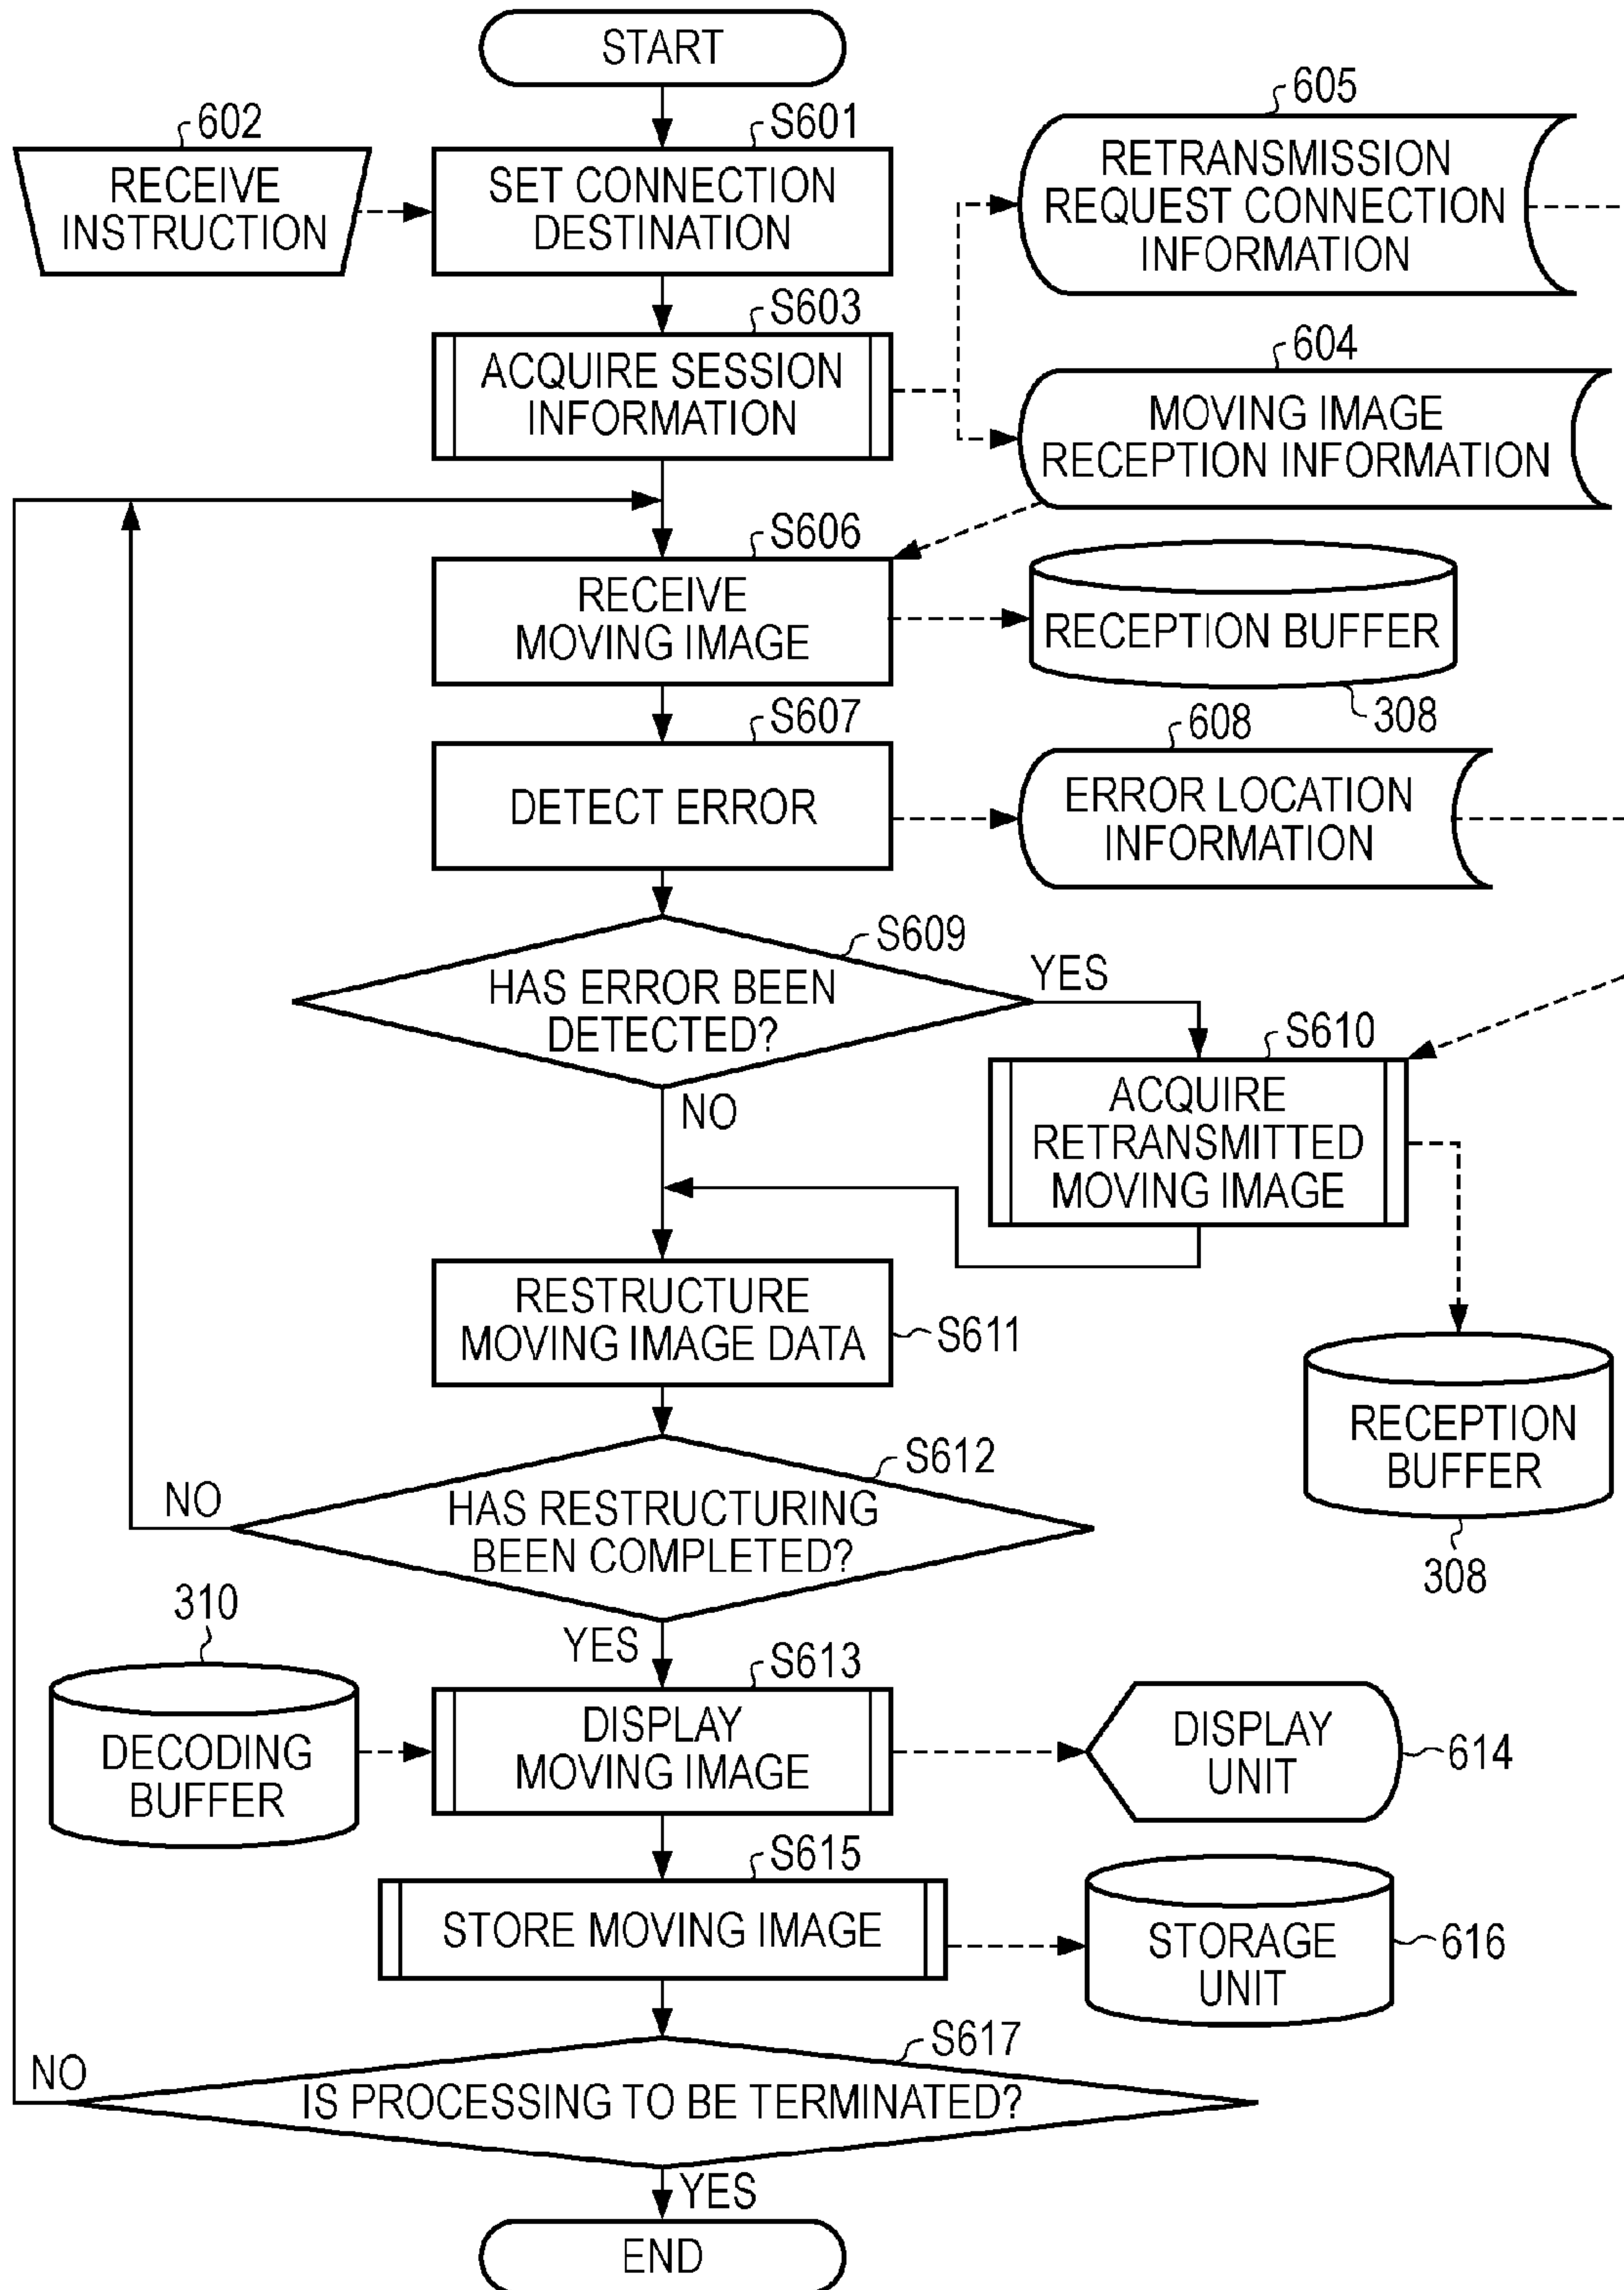 START
602
RECEIVE
INSTRUCTION
S601
SET CONNECTION
DESTINATION
605
RETRANSMISSION
REQUEST CONNECTION
INFORMATION
S603
ACQUIRE SESSION
INFORMATION
604
MOVING IMAGE
RECEPTION INFORMATION
S606
RECEIVE
MOVING IMAGE
RECEPTION BUFFER
308
S607
DETECT ERROR
608
ERROR LOCATION
INFORMATION
S609
HAS ERROR BEEN
DETECTED?
YES
NO
S610
ACQUIRE
RETRANSMITTED
MOVING IMAGE
RESTRUCTURE
MOVING IMAGE DATA
S611
RECEPTION
BUFFER
308
S612
HAS RESTRUCTURING
BEEN COMPLETED?
NO
YES
310
DECODING
BUFFER
S613
DISPLAY
MOVING IMAGE
DISPLAY
UNIT
614
S615
STORE MOVING IMAGE
STORAGE
UNIT
616
S617
IS PROCESSING TO BE TERMINATED?
NO
YES
END